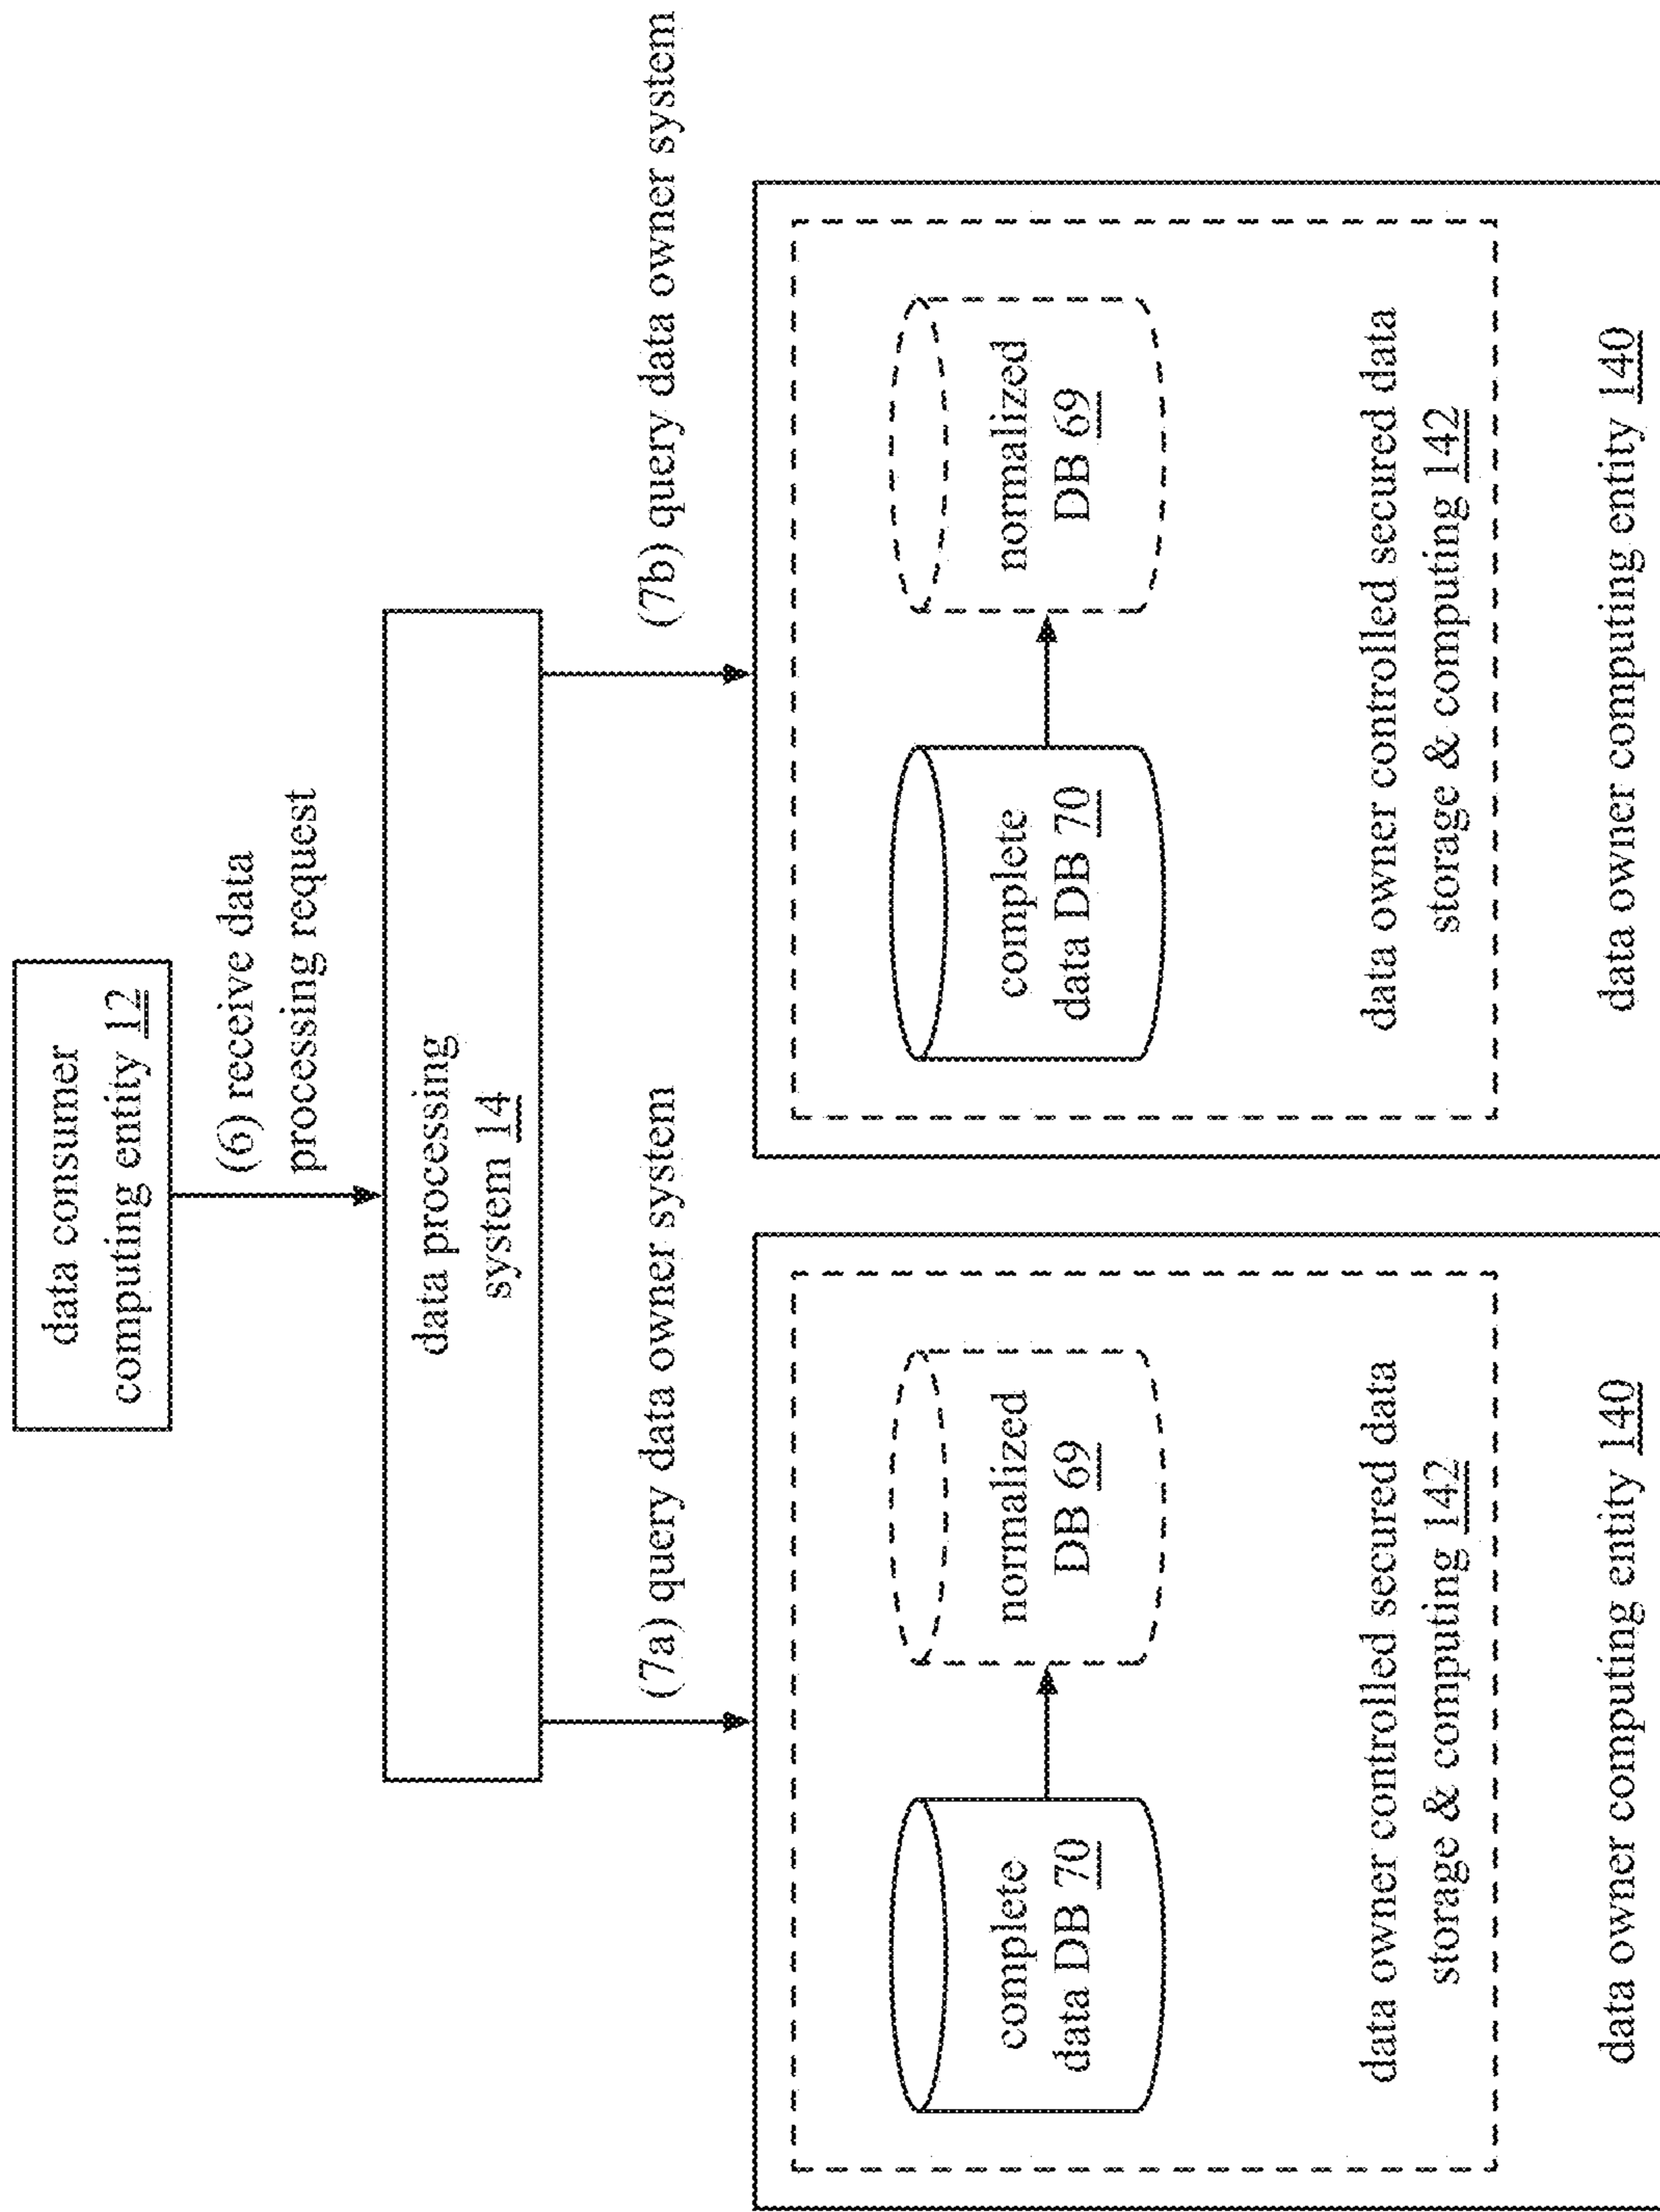 data consumer
computing entity 12
(6) receive data
processing request
data processing
system 14
(7a) query data owner system
(7b) query data owner system
complete
data DB 70
normalized
DB 69
data owner controlled secured data
storage & computing 142
data owner computing entity 140
complete
data DB 70
normalized
DB 69
data owner controlled secured data
storage & computing 142
data owner computing entity 140